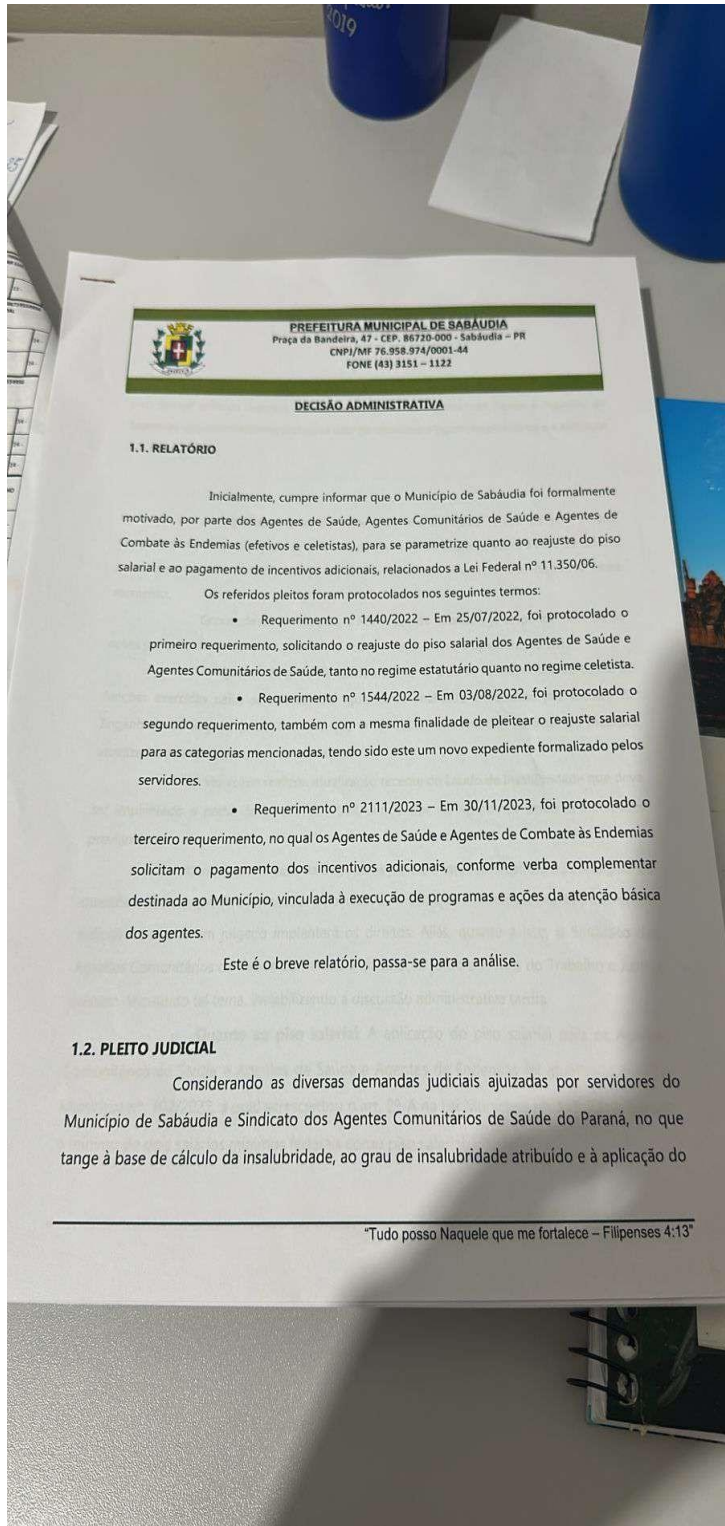 2019
PREFEITURA MUNICIPAL DE SABÁUDIA
Praça da Bandeira, 47 - CEP. 86720-000 - Sabáudia – PR
CNPJ/MF 76.958.974/0001-44
FONE (43) 3151 – 1122
DECISÃO ADMINISTRATIVA
1.1. RELATÓRIO
Inicialmente, cumpre informar que o Município de Sabáudia foi formalmente
motivado, por parte dos Agentes de Saúde, Agentes Comunitários de Saúde e Agentes de
Combate às Endemias (efetivos e celetistas), para se parametrize quanto ao reajuste do piso
salarial e ao pagamento de incentivos adicionais, relacionados a Lei Federal nº 11.350/06.
Os referidos pleitos foram protocolados nos seguintes termos:
• Requerimento nº 1440/2022 – Em 25/07/2022, foi protocolado o
primeiro requerimento, solicitando o reajuste do piso salarial dos Agentes de Saúde e
Agentes Comunitários de Saúde, tanto no regime estatutário quanto no regime celetista.
• Requerimento nº 1544/2022 – Em 03/08/2022, foi protocolado o
segundo requerimento, também com a mesma finalidade de pleitear o reajuste salarial
para as categorias mencionadas, tendo sido este um novo expediente formalizado pelos
servidores.
• Requerimento nº 2111/2023 – Em 30/11/2023, foi protocolado o
terceiro requerimento, no qual os Agentes de Saúde e Agentes de Combate às Endemias
solicitam o pagamento dos incentivos adicionais, conforme verba complementar
destinada ao Município, vinculada à execução de programas e ações da atenção básica
dos agentes.
Este é o breve relatório, passa-se para a análise.
1.2. PLEITO JUDICIAL
Considerando as diversas demandas judiciais ajuizadas por servidores do
Município de Sabáudia e Sindicato dos Agentes Comunitários de Saúde do Paraná, no que
tange à base de cálculo da insalubridade, ao grau de insalubridade atribuído e à aplicação do
"Tudo posso Naquele que me fortalece – Filipenses 4:13"